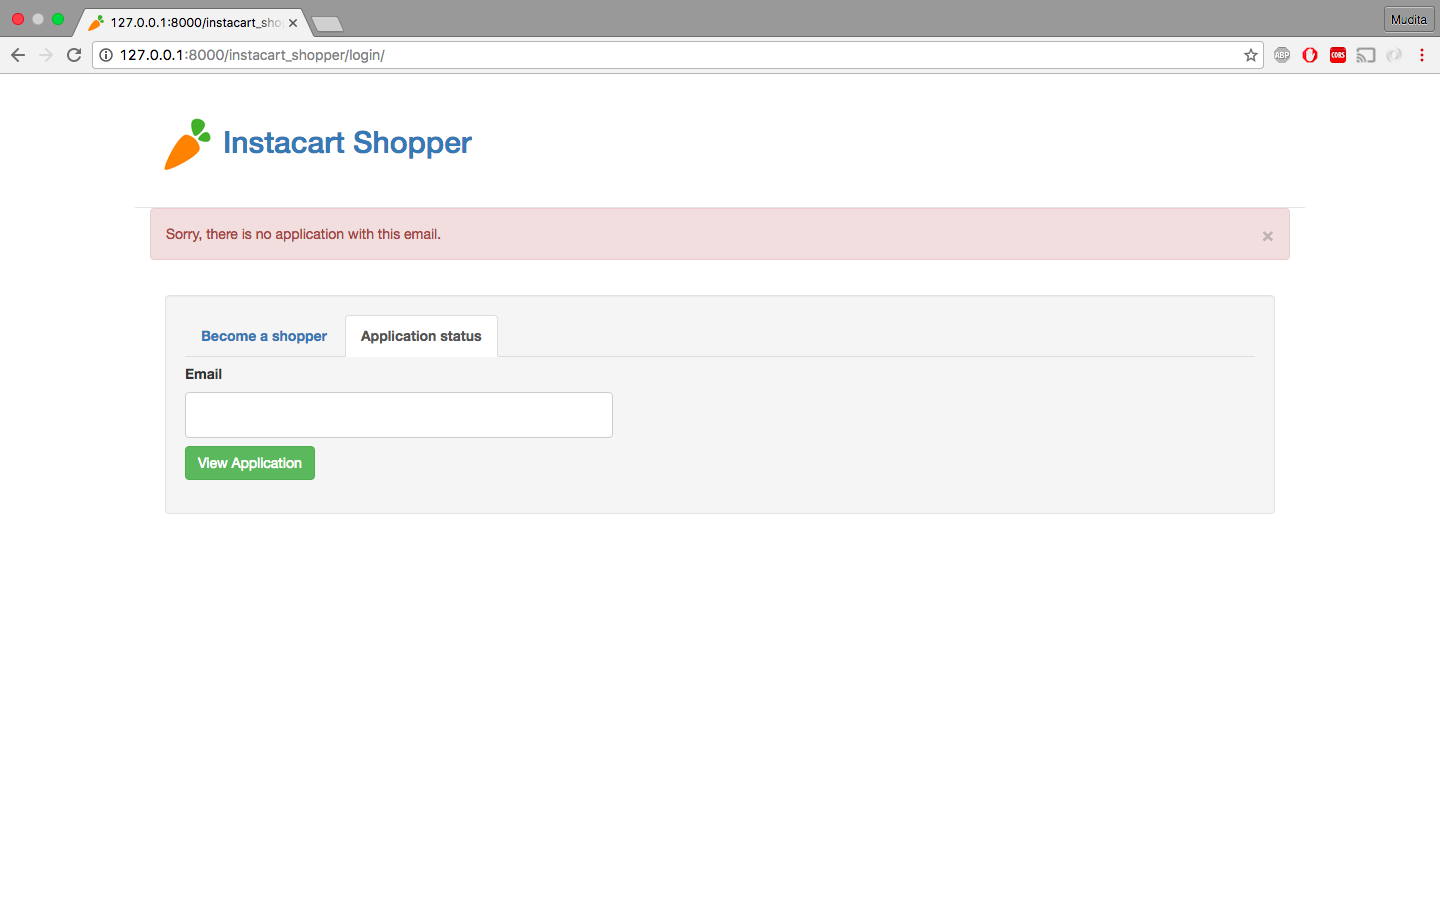 127.0.0.1:8000/instacart_sho
Mudita
127.0.0.1:8000/instacart_shopper/login/
ABP
CORS
Instacart Shopper
Sorry, there is no application with this email.
×
Become a shopper
Application status
Email
View Application